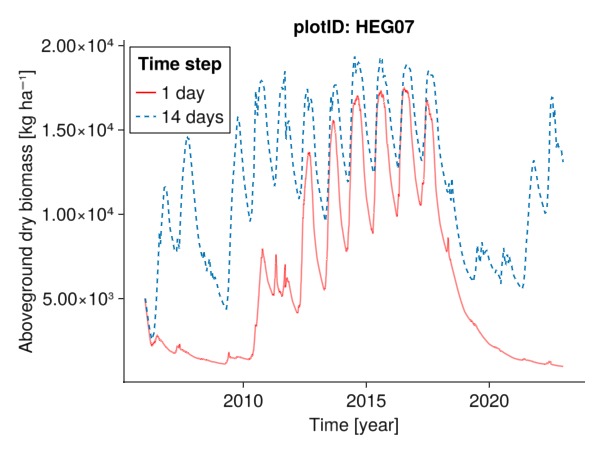 plotID: HEG07
Aboveground dry biomass [kg ha⁻¹]
2.00×10⁴
1.50×10⁴
1.00×10⁴
5.00×10³
Time step
1 day
14 days
2010 2015 2020
Time [year]